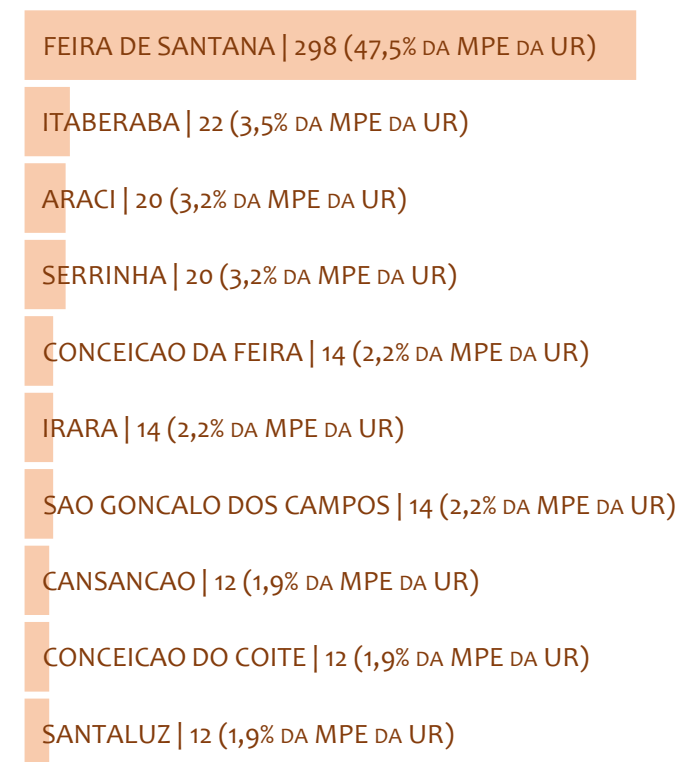 FEIRA DE SANTANA | 298 (47,5% DA MPE DA UR)
ITABERABA | 22 (3,5% DA MPE DA UR)
ARACI | 20 (3,2% DA MPE DA UR)
SERRINHA | 20 (3,2% DA MPE DA UR)
CONCEICAO DA FEIRA | 14 (2,2% DA MPE DA UR)
IRARA | 14 (2,2% DA MPE DA UR)
SAO GONCALO DOS CAMPOS | 14 (2,2% DA MPE DA UR)
CANSANCAO | 12 (1,9% DA MPE DA UR)
CONCEICAO DO COITE | 12 (1,9% DA MPE DA UR)
SANTALUZ | 12 (1,9% DA MPE DA UR)